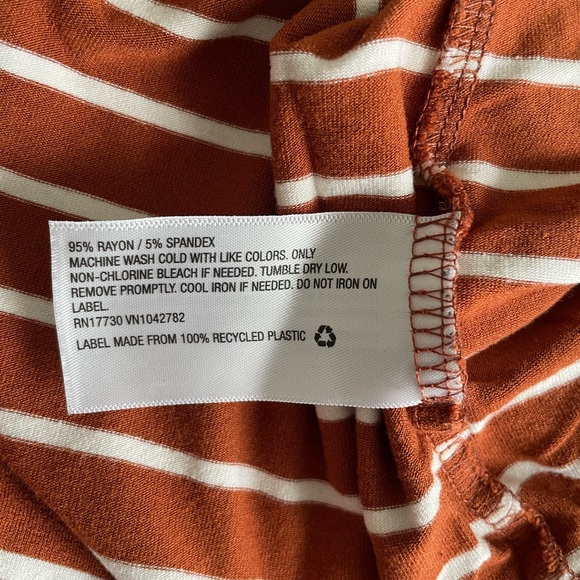 95% RAYON / 5% SPANDEX
MACHINE WASH COLD WITH LIKE COLORS. ONLY
NON-CHLORINE BLEACH IF NEEDED. TUMBLE DRY LOW.
REMOVE PROMPTLY. COOL IRON IF NEEDED. DO NOT IRON ON
LABEL.
RN17730 VN1042782
LABEL MADE FROM 100% RECYCLED PLASTIC